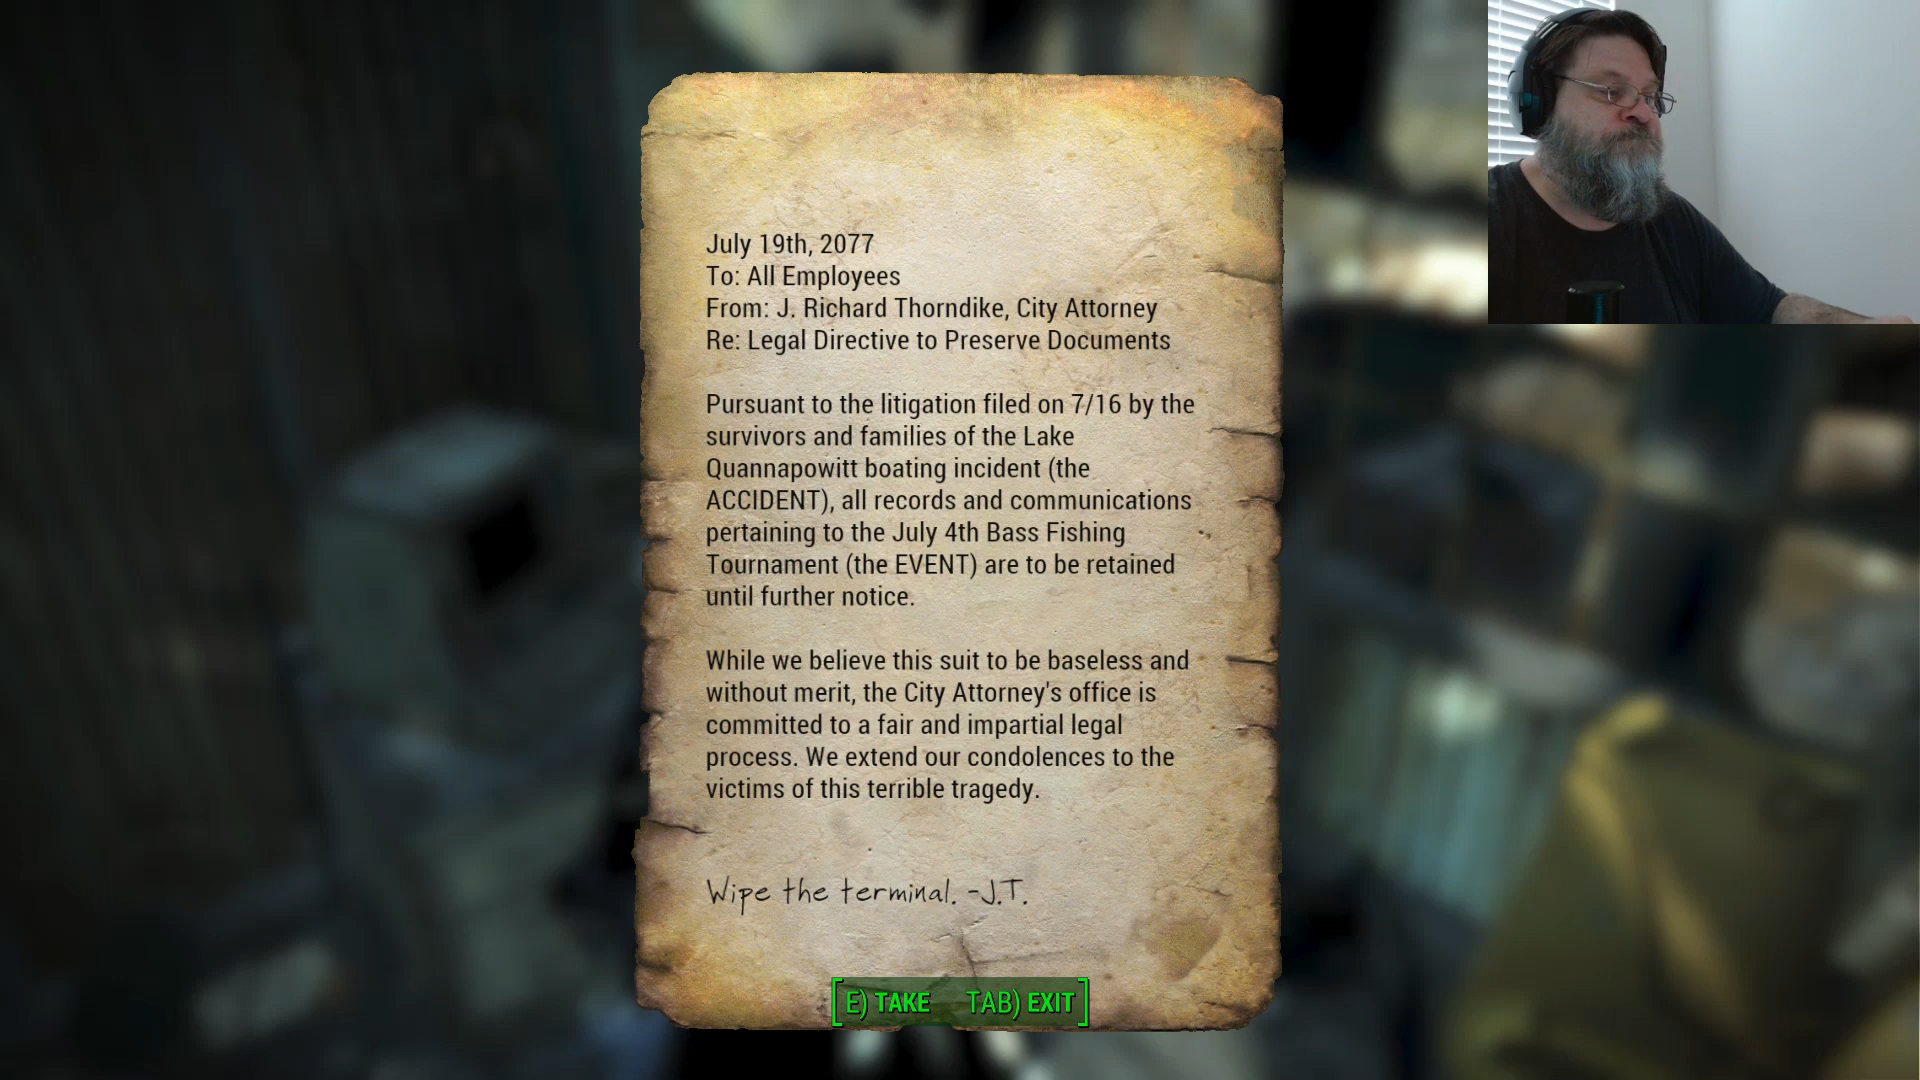 July 19th, 2077
To: All Employees
From: J. Richard Thorndike, City Attorney
Re: Legal Directive to Preserve Documents
Pursuant to the litigation filed on 7/16 by the
survivors and families of the Lake
Quannapowitt boating incident (the
ACCIDENT), all records and communications
pertaining to the July 4th Bass Fishing
Tournament (the EVENT) are to be retained
until further notice.
While we believe this suit to be baseless and
without merit, the City Attorney's office is
committed to a fair and impartial legal
process. We extend our condolences to the
victims of this terrible tragedy.
Wipe the terminal. -J.T.
E) TAKE TAB) EXIT